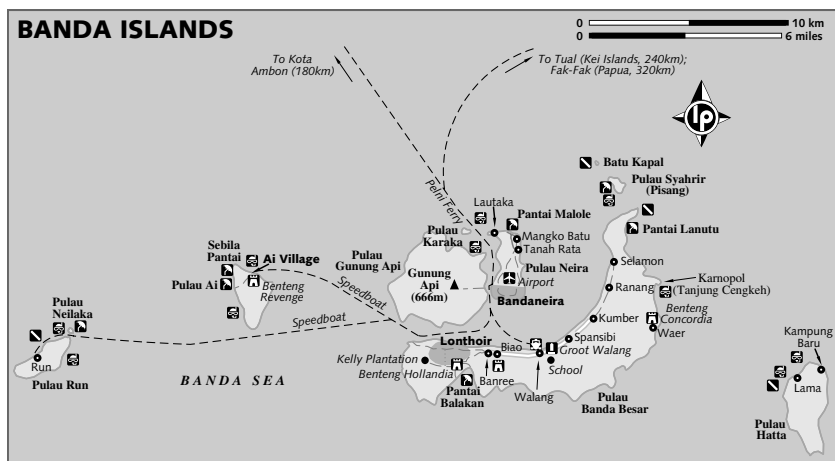 BANDA ISLANDS
0 10 km
0 6 miles
To Kota
Ambon (180km)
To Tual (Kei Islands, 240km);
Fak-Fak (Papua, 320km)
lp
Batu Kapal
Pulau Syahrir
(Pisang)
Pelni Ferry
Lautaka
Pantai Malole
Pantai Lanutu
Pulau
Karaka
Mangko Batu
Tanah Rata
Sebila
Pantai
Ai Village
Pulau
Gunung Api
Gunung
Api
(666m)
Pulau Neira
Airport
Selamon
Pulau Ai
Benteng
Revenge
Speedboat
Bandaneira
Ranang
Karnopol
(Tanjung Cengkeh)
Pulau
Neilaka
Speedboat
Kumber
Benteng
Concordia
Waer
Kampung
Baru
Lonthoir
Biao
Spansibi
Groot Walang
Run
Kelly Plantation
Benteng Hollandia
School
Pulau Run
BANDA SEA
Banree
Walang
Pantai
Balakan
Pulau
Banda Besar
Lama
Pulau
Hatta